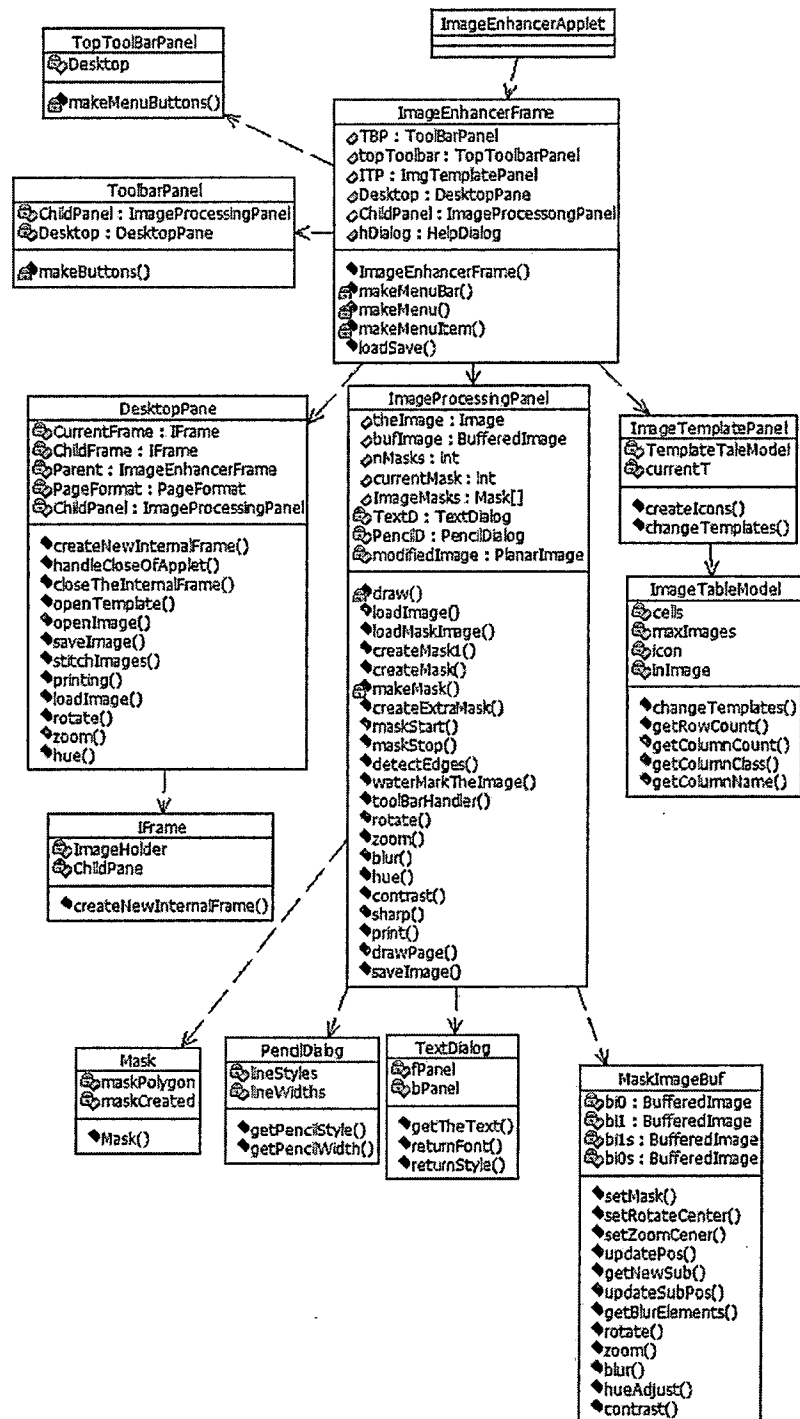 ImageEnhancerApplet
TopToolBarPanel
Desktop
makeMenuButtons()
ImageEnhancerFrame
TBP : ToolBarPanel
topToolbar : TopToolbarPanel
ITP : ImgTemplatePanel
Desktop : DesktopPane
ChildPanel : ImageProcessongPanel
hDialog : HelpDialog
ImageEnhancerFrame()
makeMenuBar()
makeMenu()
makeMenuItem()
loadSave()
ToolbarPanel
ChildPanel : ImageProcessingPanel
Desktop : DesktopPane
makeButtons()
DesktopPane
CurrentFrame : IFrame
ChildFrame : IFrame
Parent : ImageEnhancerFrame
PageFormat : PageFormat
ChildPanel : ImageProcessingPanel
createNewInternalFrame()
handleCloseOfApplet()
closeTheInternalFrame()
openTemplate()
openImage()
saveImage()
stitchImages()
printing()
loadImage()
rotate()
zoom()
hue()
ImageProcessingPanel
theImage : Image
bufImage : BufferedImage
nMasks : int
currentMask : int
ImageMasks : Mask[]
TextD : TextDialog
PencilD : PencilDialog
modifiedImage : PlanarImage
draw()
loadImage()
loadMaskImage()
createMask1()
createMask()
makeMask()
createExtraMask()
maskStart()
maskStop()
detectEdges()
waterMarkTheImage()
toolBarHandler()
rotate()
zoom()
blur()
hue()
contrast()
sharp()
print()
drawPage()
saveImage()
ImageTemplatePanel
TemplateTaleModel
currentT
createIcons()
changeTemplates()
ImageTableModel
cells
maxImages
icon
inImage
changeTemplates()
getRowCount()
getColumnCount()
getColumnClass()
getColumnName()
IFrame
ImageHolder
ChildPane
createNewInternalFrame()
Mask
maskPolygon
maskCreated
Mask()
PencilDialog
lineStyles
lineWidths
getPencilStyle()
getPencilWidth()
TextDialog
fPanel
bPanel
getTheText()
returnFont()
returnStyle()
MaskImageBuf
bi0 : BufferedImage
bi1 : BufferedImage
bi1s : BufferedImage
bi0s : BufferedImage
setMask()
setRotateCenter()
setZoomCener()
updatePos()
getNewSub()
updateSubPos()
getBlurElements()
rotate()
zoom()
blur()
hueAdjust()
contrast()